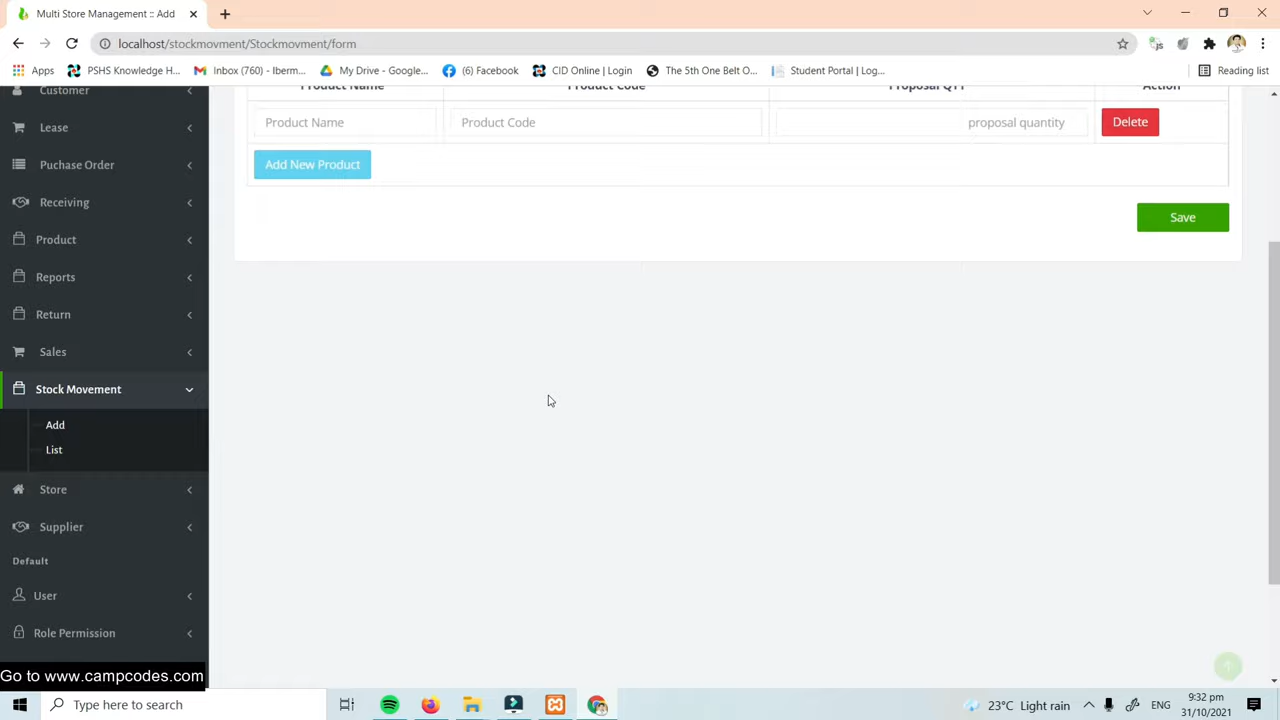 Multi Store Management :: Add
localhost/stockmovment/Stockmovment/form
Apps
PSHS Knowledge H...
Inbox (760) - Iberm...
My Drive - Google...
(6) Facebook
CID Online | Login
The 5th One Belt O...
Student Portal | Log...
Reading list
Customer
Product Name
Product Code
Proposal QTY
Action
Product Name
Product Code
proposal quantity
Delete
Add New Product
Save
Lease
Puchase Order
Receiving
Product
Reports
Return
Sales
Stock Movement
Add
List
Store
Supplier
Default
User
Role Permission
Go to www.campcodes.com
Type here to search
23°C Light rain
ENG
9:32 pm
31/10/2021